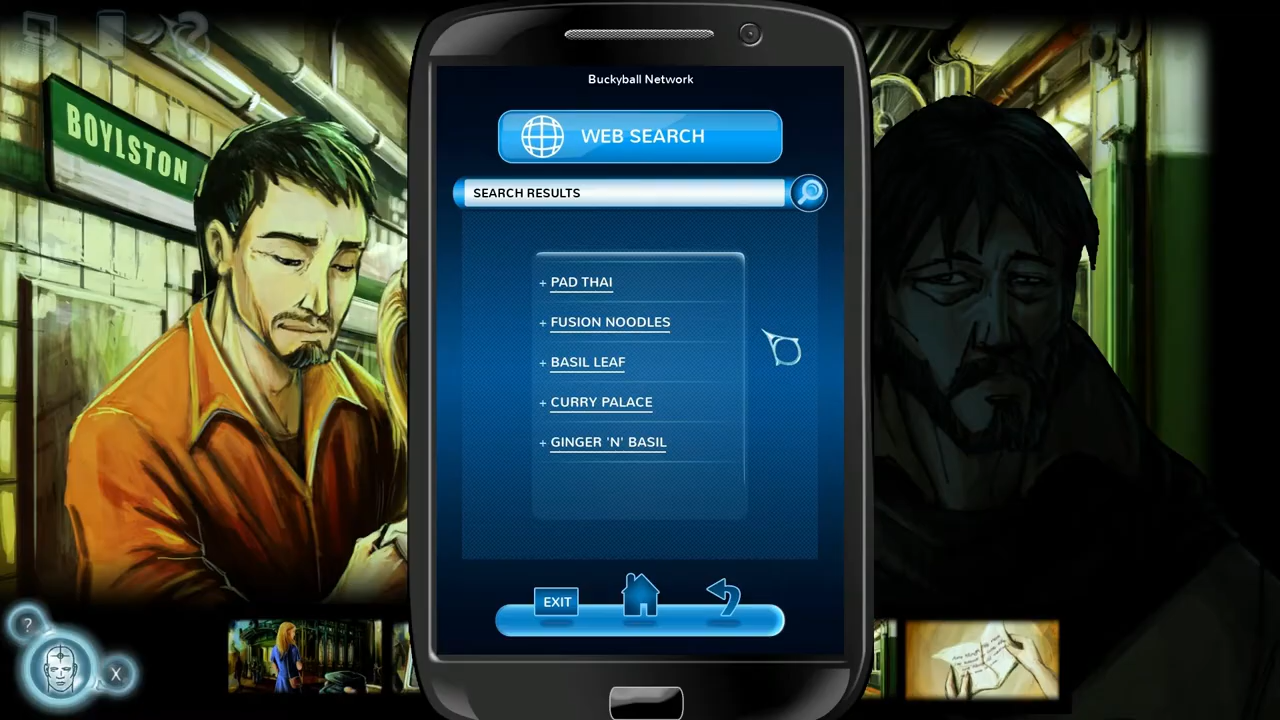 Buckyball Network
WEB SEARCH
BOYLSTON
SEARCH RESULTS
+ PAD THAI
+ FUSION NOODLES
+ BASIL LEAF
+ CURRY PALACE
+ GINGER 'N' BASIL
EXIT
?
X